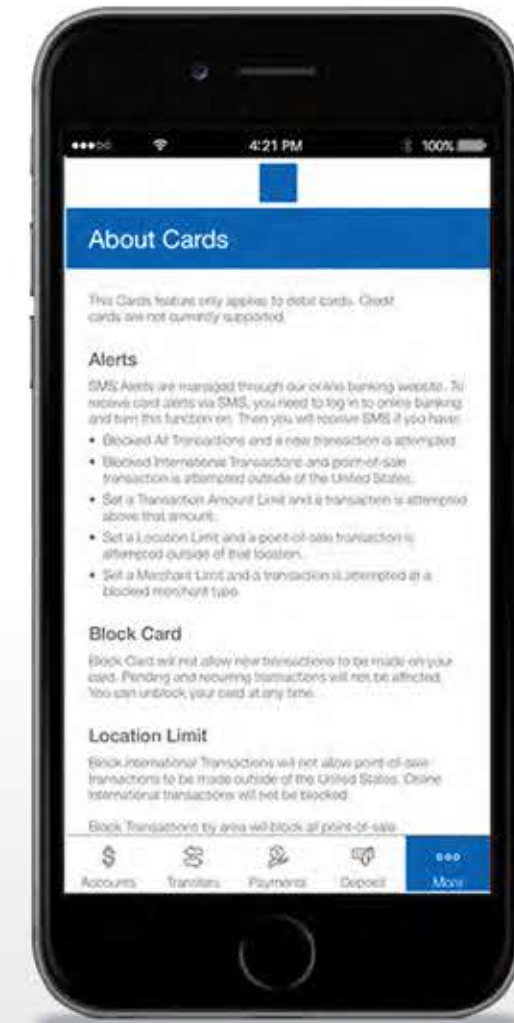 4:21 PM
100%
About Cards
This Cards feature only applies to debit cards. Credit
cards are not currently supported.
Alerts
SMS Alerts are managed through our online banking website. To
receive card alerts via SMS, you need to log in to online banking
and turn this function on. Then you will receive SMS if you have:
• Blocked All Transactions and a new transaction is attempted.
• Blocked International Transactions and point-of-sale
transaction is attempted outside of the United States.
• Set a Transaction Amount Limit and a transaction is attempted
above that amount.
• Set a Location Limit and a point-of-sale transaction is
attempted outside of that location.
• Set a Merchant Limit and a transaction is attempted at a
blocked merchant type.
Block Card
Block Card will not allow new transactions to be made on your
card. Pending and recurring transactions will not be affected.
You can unblock your card at any time.
Location Limit
Block International Transactions will not allow point-of-sale
transactions to be made outside of the United States. Online
International transactions will not be blocked.
Block Transactions by area will block all point-of-sale
Accounts Transfers Payments Deposit More